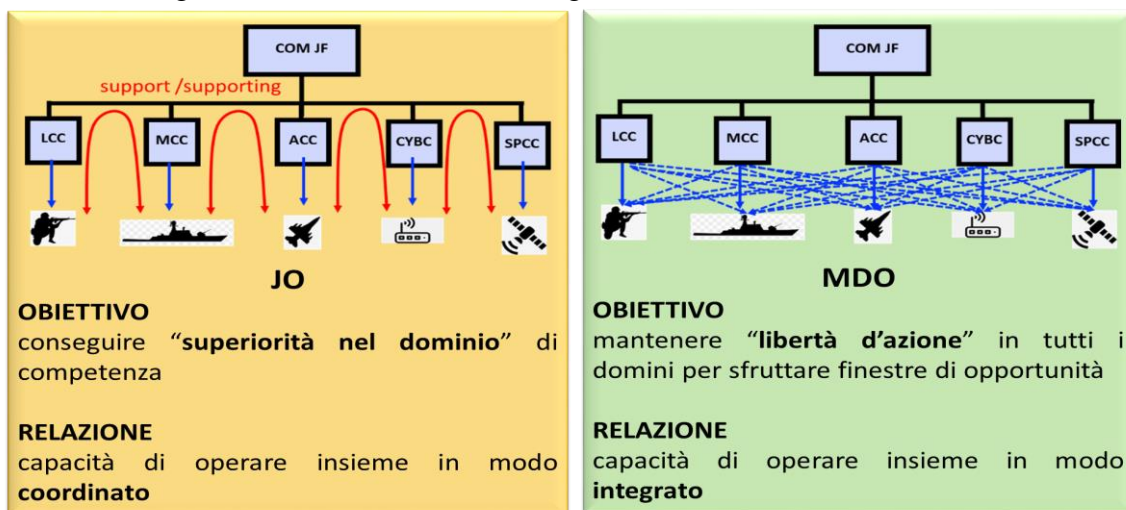 COM JF
support /supporting
LCC
MCC
ACC
CYBC
SPCC
JO
OBIETTIVO
conseguire “superiorità nel dominio” di
competenza
RELAZIONE
capacità di operare insieme in modo
coordinato
COM JF
LCC
MCC
ACC
CYBC
SPCC
MDO
OBIETTIVO
mantenere “libertà d’azione” in tutti i
domini per sfruttare finestre di opportunità
RELAZIONE
capacità di operare insieme in modo
integrato